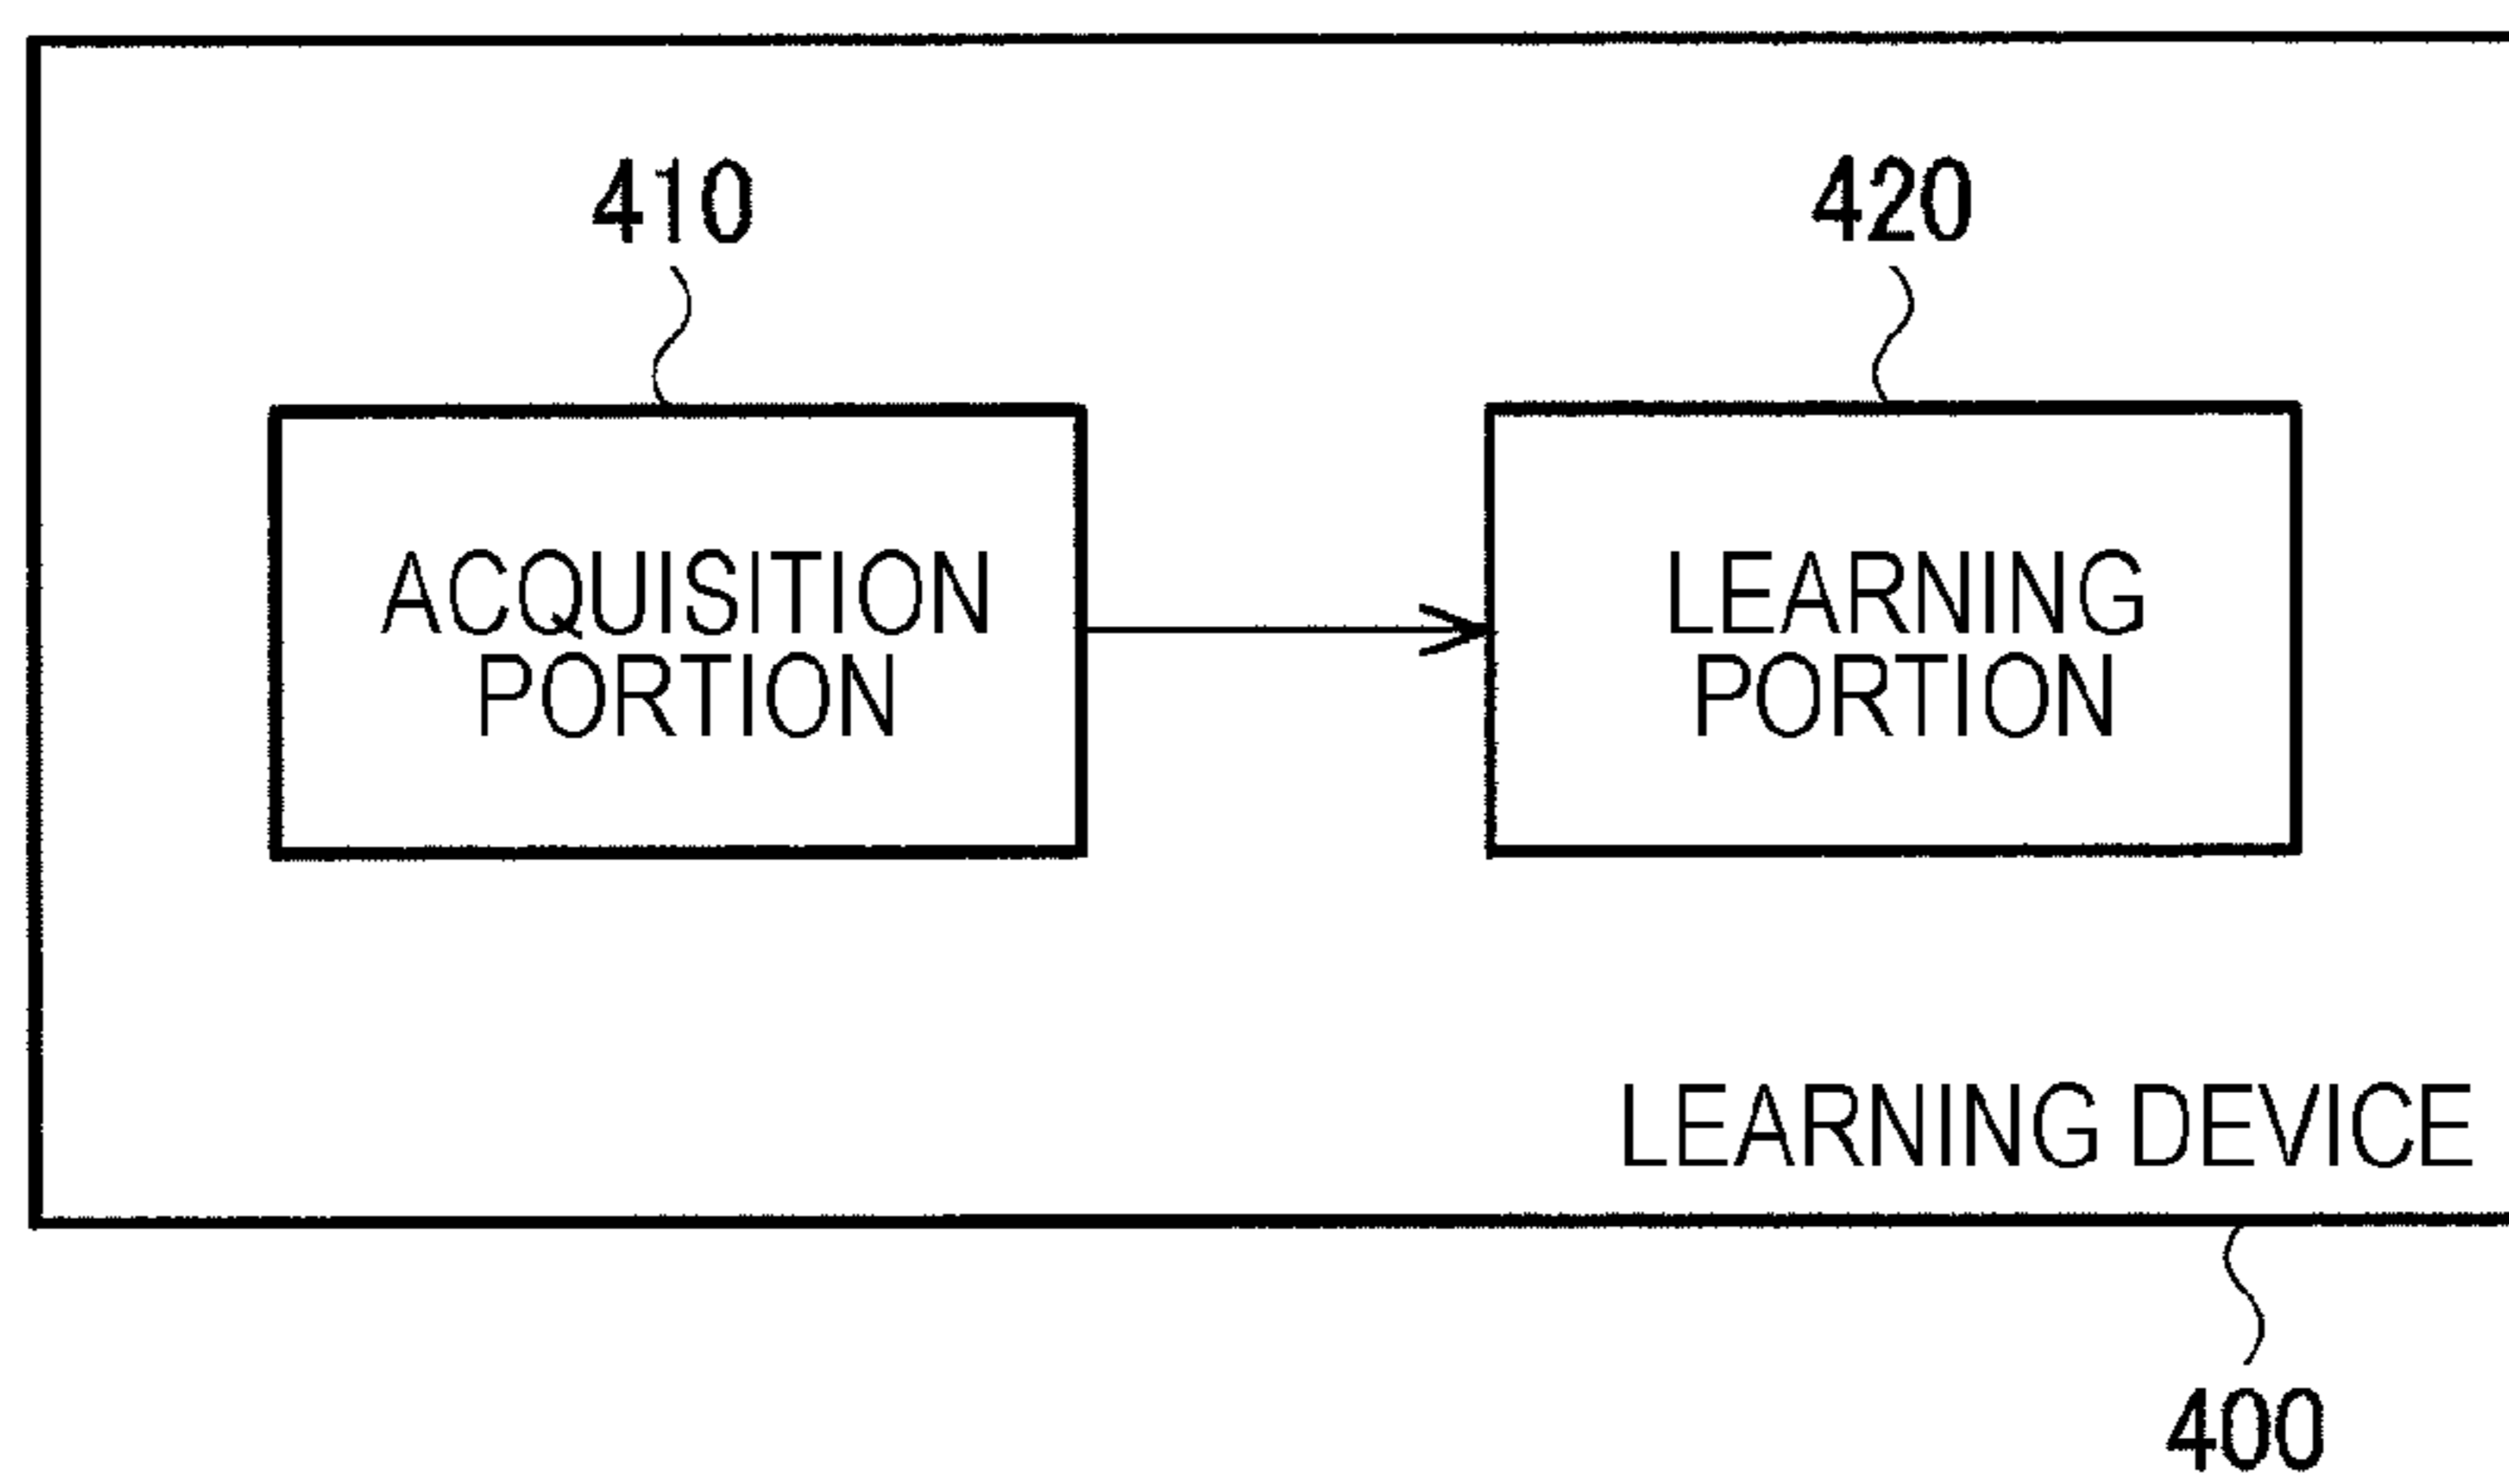 410
420
ACQUISITION
PORTION
LEARNING
PORTION
LEARNING DEVICE
400